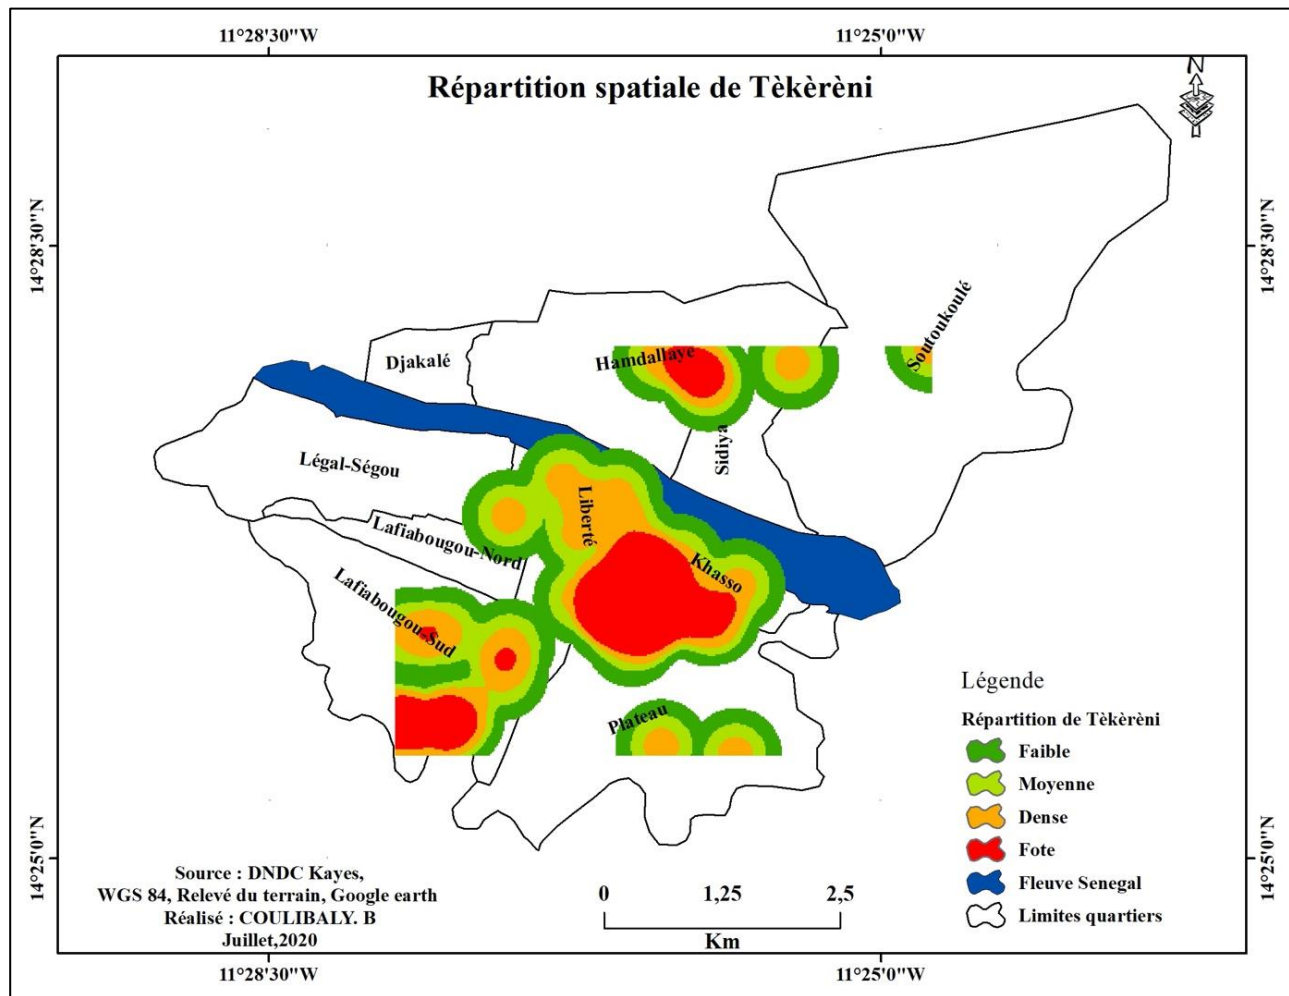 11°28'30"W
11°25'0"W
Répartition spatiale de Tèkèrèni
N
14°28'30"N
14°28'30"N
Soutoukoulé
Djakalé
Hamdallaye
Sidiya
Légal-Ségou
Liberté
Lafiabougou-Nord
Khasso
Lafiabougou-Sud
Plateau
Légende
Répartition de Tèkèrèni
Faible
Moyenne
Dense
Fote
Fleuve Senegal
Limites quartiers
14°25'0"N
14°25'0"N
Source : DNDC Kayes,
WGS 84, Relevé du terrain, Google earth
Réalisé : COULIBALY. B
Juillet,2020
0 1,25 2,5
Km
11°28'30"W
11°25'0"W